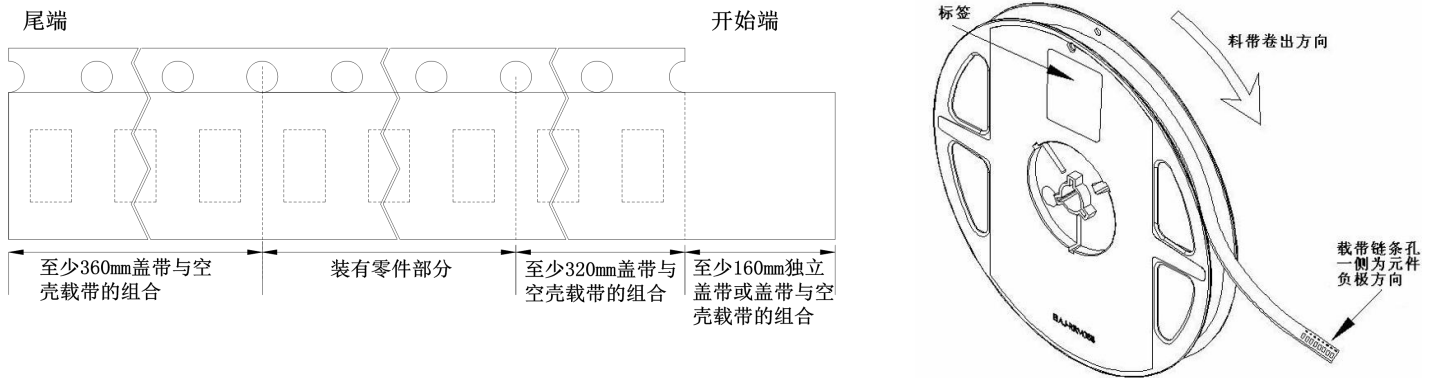 尾端
开始端
至少360mm盖带与空
壳载带的组合
装有零件部分
至少320mm盖带与
空壳载带的组合
至少160mm独立
盖带或盖带与空
壳载带的组合
标签
料带卷出方向
载带链条孔
一侧为元件
负极方向